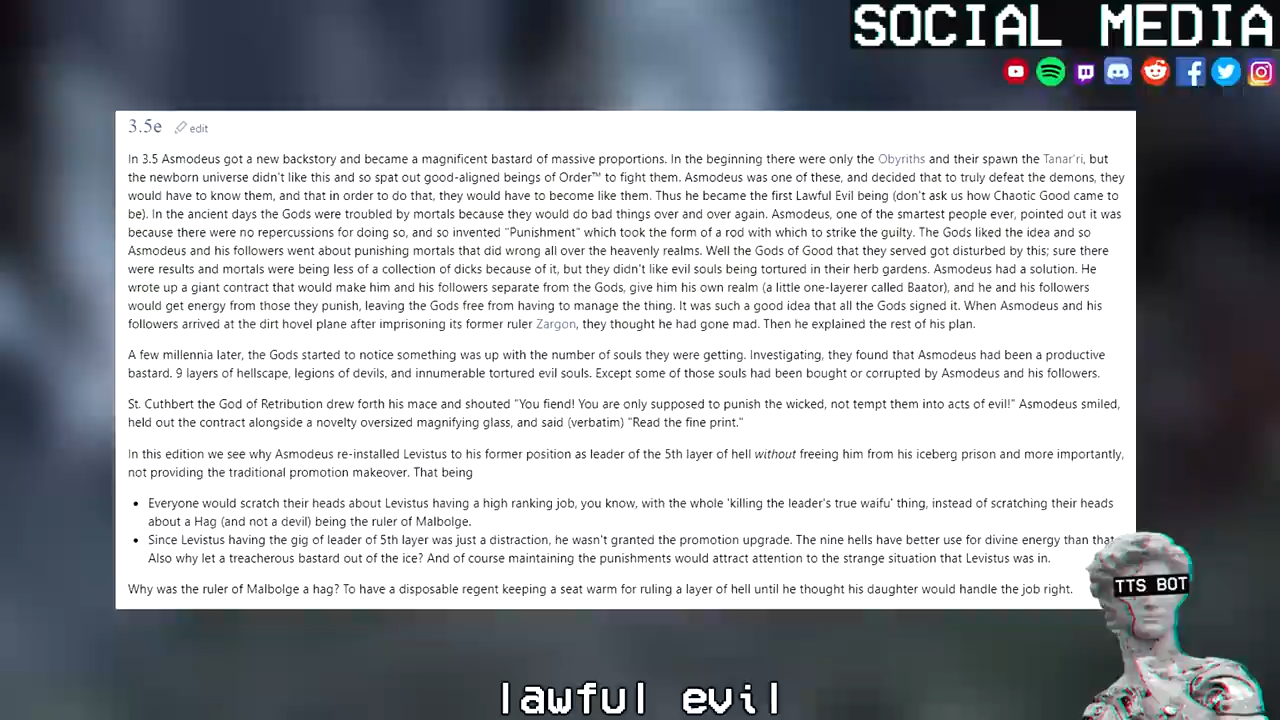 SOCIAL MEDIA
3.5e edit
In 3.5 Asmodeus got a new backstory and became a magnificent bastard of massive proportions. In the beginning there were only the Obyriths and their spawn the Tanar'ri, but
the newborn universe didn't like this and so spat out good-aligned beings of Order™ to fight them. Asmodeus was one of these, and decided that to truly defeat the demons, they
would have to know them, and that in order to do that, they would have to become like them. Thus he became the first Lawful Evil being (don't ask us how Chaotic Good came to
be). In the ancient days the Gods were troubled by mortals because they would do bad things over and over again. Asmodeus, one of the smartest people ever, pointed out it was
because there were no repercussions for doing so, and so invented "Punishment" which took the form of a rod with which to strike the guilty. The Gods liked the idea and so
Asmodeus and his followers went about punishing mortals that did wrong all over the heavenly realms. Well the Gods of Good that they served got disturbed by this; sure there
were results and mortals were being less of a collection of dicks because of it, but they didn't like evil souls being tortured in their herb gardens. Asmodeus had a solution. He
wrote up a giant contract that would make him and his followers separate from the Gods, give him his own realm (a little one-layerer called Baator), and he and his followers
would get energy from those they punish, leaving the Gods free from having to manage the thing. It was such a good idea that all the Gods signed it. When Asmodeus and his
followers arrived at the dirt hovel plane after imprisoning its former ruler Zargon, they thought he had gone mad. Then he explained the rest of his plan.
A few millennia later, the Gods started to notice something was up with the number of souls they were getting. Investigating, they found that Asmodeus had been a productive
bastard. 9 layers of hellscape, legions of devils, and innumerable tortured evil souls. Except some of those souls had been bought or corrupted by Asmodeus and his followers.
St. Cuthbert the God of Retribution drew forth his mace and shouted "You fiend! You are only supposed to punish the wicked, not tempt them into acts of evil!" Asmodeus smiled,
held out the contract alongside a novelty oversized magnifying glass, and said (verbatim) "Read the fine print."
In this edition we see why Asmodeus re-installed Levistus to his former position as leader of the 5th layer of hell without freeing him from his iceberg prison and more importantly,
not providing the traditional promotion makeover. That being
• Everyone would scratch their heads about Levistus having a high ranking job, you know, with the whole 'killing the leader's true waifu' thing, instead of scratching their heads
about a Hag (and not a devil) being the ruler of Malbolge.
• Since Levistus having the gig of leader of 5th layer was just a distraction, he wasn't granted the promotion upgrade. The nine hells have better use for divine energy than that.
Also why let a treacherous bastard out of the ice? And of course maintaining the punishments would attract attention to the strange situation that Levistus was in.
Why was the ruler of Malbolge a hag? To have a disposable regent keeping a seat warm for ruling a layer of hell until he thought his daughter would handle the job right.
TTS BOT
lawful evil